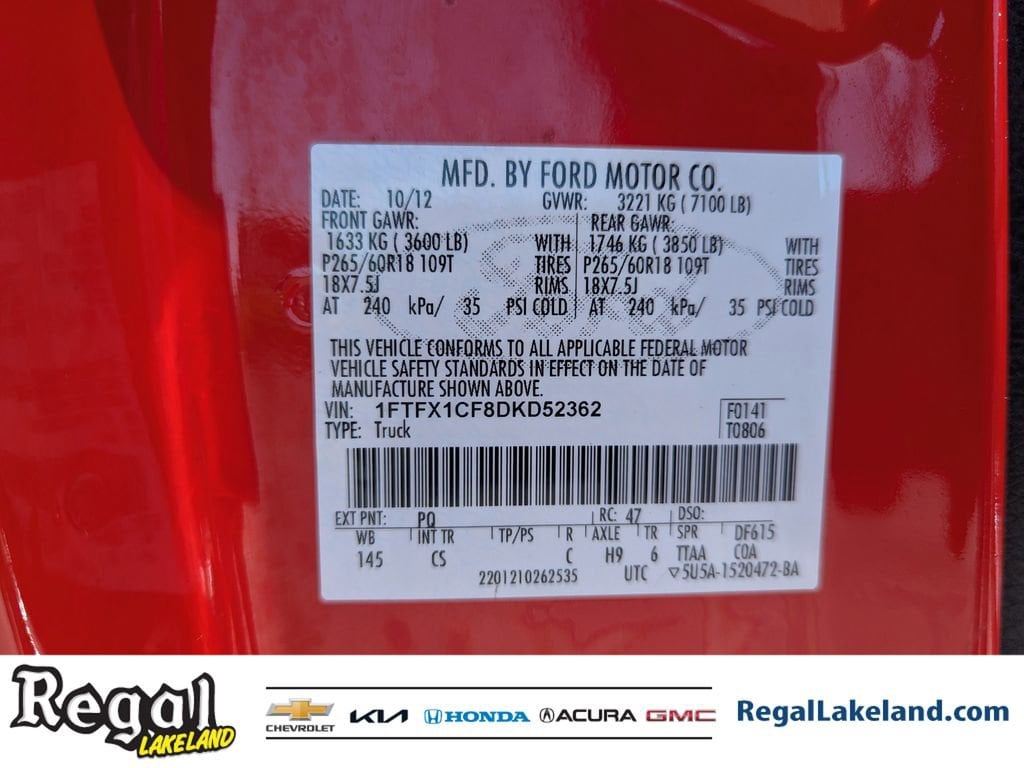 MFD. BY FORD MOTOR CO.
DATE: 10/12 GVWR: 3221 KG ( 7100 LB)
FRONT GAWR: REAR GAWR:
1633 KG ( 3600 LB) WITH 1746 KG ( 3850 LB) WITH
P265/60R18 109T TIRES P265/60R18 109T TIRES
18X7.5J RIMS 18X7.5J RIMS
AT 240 kPa/ 35 PSI COLD AT 240 kPa/ 35 PSI COLD
THIS VEHICLE CONFORMS TO ALL APPLICABLE FEDERAL MOTOR
VEHICLE SAFETY STANDARDS IN EFFECT ON THE DATE OF
MANUFACTURE SHOWN ABOVE.
VIN: 1FTFX1CF8DKD52362 F0141
TYPE: Truck T0806
EXT PNT: PQ RC: 47 DSO:
WB INT TR TP/PS R AXLE TR SPR DF615
145 CS C H9 6 TTAA COA
2201210262535 UTC ▽5U5A-1520472-BA
Regal
LAKELAND
CHEVROLET KIA HONDA ACURA GMC
RegalLakeland.com